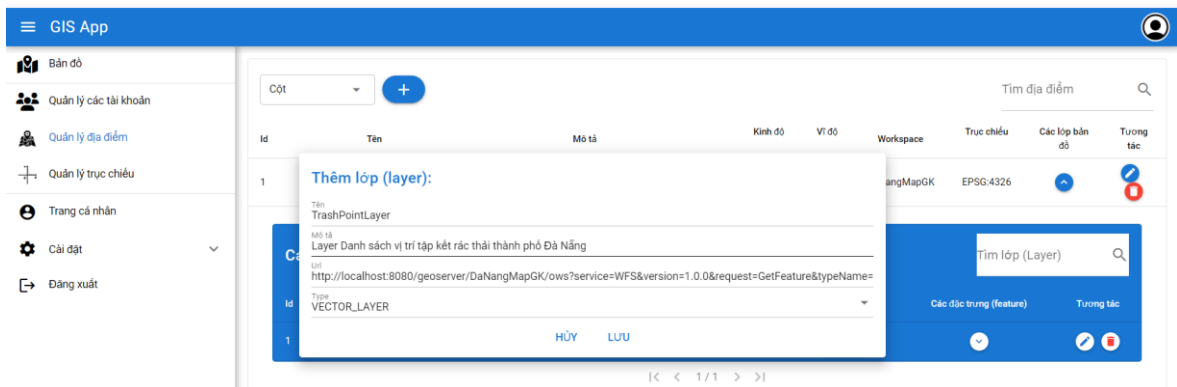 GIS App
Bản đồ
Quản lý các tài khoản
Quản lý địa điểm
Quản lý trục chiếu
Trang cá nhân
Cài đặt
Đăng xuất
Cột
+
Tìm địa điểm
Id Tên Mô tả Kinh độ Vĩ độ Workspace Trục chiếu Các lớp bản đồ Tương tác
1 angMapGK EPSG:4326
Thêm lớp (layer):
Tên
TrashPointLayer
Mô tả
Layer Danh sách vị trí tập kết rác thải thành phố Đà Nẵng
Url
http://localhost:8080/geoserver/DaNangMapGK/ows?service=WFS&version=1.0.0&request=GetFeature&typeName=
Type
VECTOR_LAYER
HỦY LƯU
Tìm lớp (Layer)
Id Các đặc trưng (feature) Tương tác
1
|< < 1/1 > >|